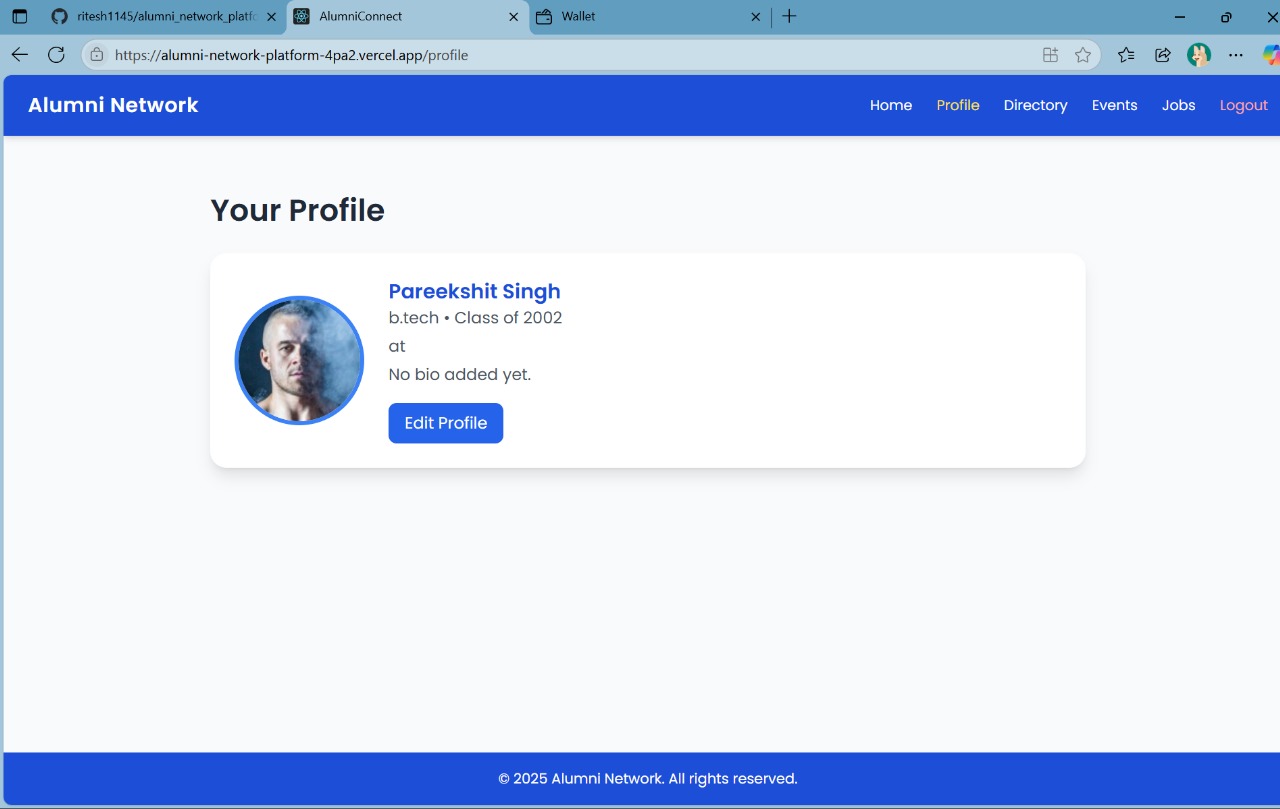 ritesh1145/alumni_network_platfo
AlumniConnect
Wallet
https://alumni-network-platform-4pa2.vercel.app/profile
Alumni Network
Home
Profile
Directory
Events
Jobs
Logout
Your Profile
Pareekshit Singh
b.tech • Class of 2002
at
No bio added yet.
Edit Profile
© 2025 Alumni Network. All rights reserved.